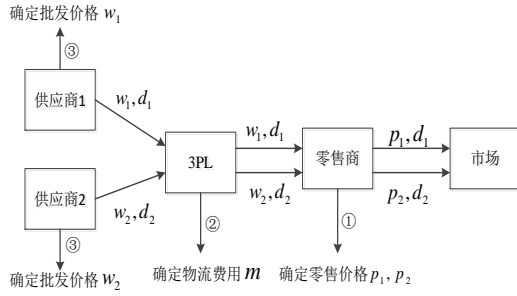 确定批发价格 w₁
③
供应商1
w₁,d₁
w₁,d₁
p₁,d₁
3PL
零售商
市场
供应商2
w₂,d₂
w₂,d₂
p₂,d₂
③
②
①
确定批发价格 w₂
确定物流费用 m
确定零售价格 p₁, p₂